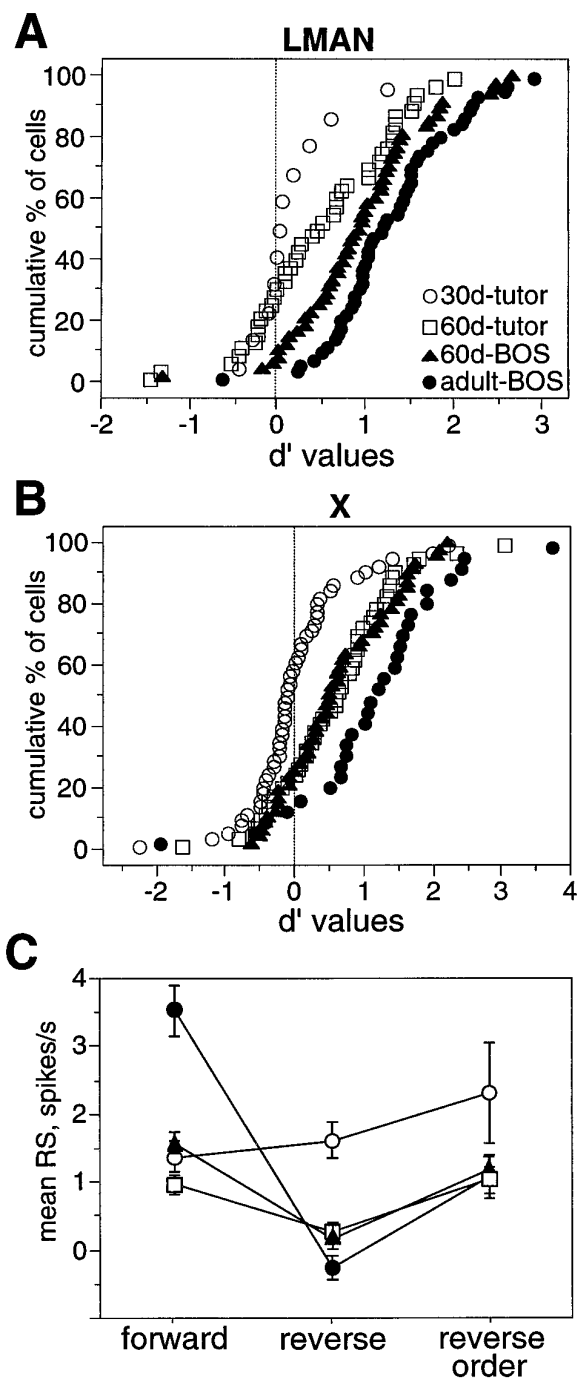 A
LMAN
100
80
60
40
20
0
cumulative % of cells
30d-tutor
60d-tutor
60d-BOS
adult-BOS
-2 -1 0 1 2 3
d' values
B
X
100
80
60
40
20
0
cumulative % of cells
-2 -1 0 1 2 3 4
d' values
C
4
3
2
1
0
mean RS, spikes/s
forward reverse reverse
order